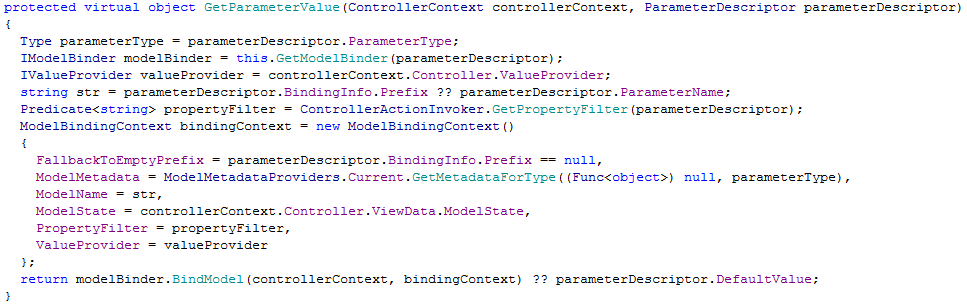 protected virtual object GetParameterValue(ControllerContext controllerContext, ParameterDescriptor parameterDescriptor)
{
  Type parameterType = parameterDescriptor.ParameterType;
  IModelBinder modelBinder = this.GetModelBinder(parameterDescriptor);
  IValueProvider valueProvider = controllerContext.Controller.ValueProvider;
  string str = parameterDescriptor.BindingInfo.Prefix ?? parameterDescriptor.ParameterName;
  Predicate<string> propertyFilter = ControllerActionInvoker.GetPropertyFilter(parameterDescriptor);
  ModelBindingContext bindingContext = new ModelBindingContext()
  {
    FallbackToEmptyPrefix = parameterDescriptor.BindingInfo.Prefix == null,
    ModelMetadata = ModelMetadataProviders.Current.GetMetadataForType((Func<object>) null, parameterType),
    ModelName = str,
    ModelState = controllerContext.Controller.ViewData.ModelState,
    PropertyFilter = propertyFilter,
    ValueProvider = valueProvider
  };
  return modelBinder.BindModel(controllerContext, bindingContext) ?? parameterDescriptor.DefaultValue;
}